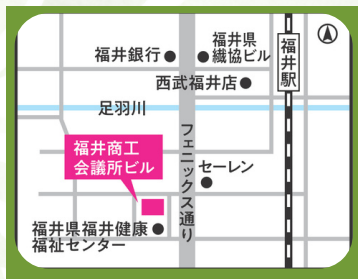 福井銀行
福井県
繊協ビル
福井駅
西武福井店
足羽川
フェニックス通り
福井商工
会議所ビル
セーレン
福井県福井健康
福祉センター